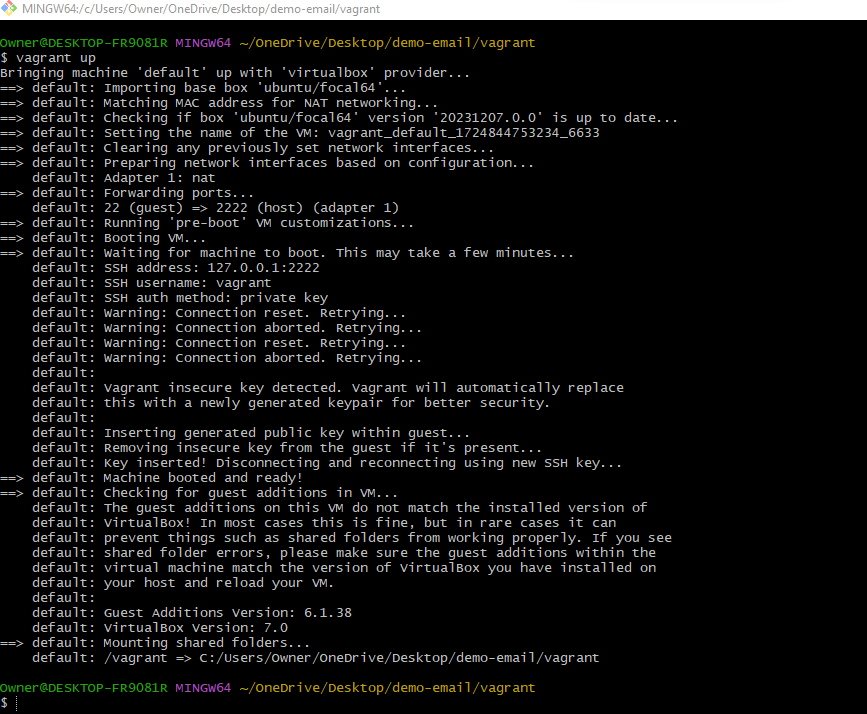 MINGW64:/c/Users/Owner/OneDrive/Desktop/demo-email/vagrant
Owner@DESKTOP-FR9081R MINGW64 ~/OneDrive/Desktop/demo-email/vagrant
$ vagrant up
Bringing machine 'default' up with 'virtualbox' provider...
==> default: Importing base box 'ubuntu/focal64'...
==> default: Matching MAC address for NAT networking...
==> default: Checking if box 'ubuntu/focal64' version '20231207.0.0' is up to date...
==> default: Setting the name of the VM: vagrant_default_1724844753234_6633
==> default: Clearing any previously set network interfaces...
==> default: Preparing network interfaces based on configuration...
    default: Adapter 1: nat
==> default: Forwarding ports...
    default: 22 (guest) => 2222 (host) (adapter 1)
==> default: Running 'pre-boot' VM customizations...
==> default: Booting VM...
==> default: Waiting for machine to boot. This may take a few minutes...
    default: SSH address: 127.0.0.1:2222
    default: SSH username: vagrant
    default: SSH auth method: private key
    default: Warning: Connection reset. Retrying...
    default: Warning: Connection aborted. Retrying...
    default: Warning: Connection reset. Retrying...
    default: Warning: Connection aborted. Retrying...
    default:
    default: Vagrant insecure key detected. Vagrant will automatically replace
    default: this with a newly generated keypair for better security.
    default:
    default: Inserting generated public key within guest...
    default: Removing insecure key from the guest if it's present...
    default: Key inserted! Disconnecting and reconnecting using new SSH key...
==> default: Machine booted and ready!
==> default: Checking for guest additions in VM...
    default: The guest additions on this VM do not match the installed version of
    default: VirtualBox! In most cases this is fine, but in rare cases it can
    default: prevent things such as shared folders from working properly. If you see
    default: shared folder errors, please make sure the guest additions within the
    default: virtual machine match the version of VirtualBox you have installed on
    default: your host and reload your VM.
    default:
    default: Guest Additions Version: 6.1.38
    default: VirtualBox Version: 7.0
==> default: Mounting shared folders...
    default: /vagrant => C:/Users/Owner/OneDrive/Desktop/demo-email/vagrant
Owner@DESKTOP-FR9081R MINGW64 ~/OneDrive/Desktop/demo-email/vagrant
$